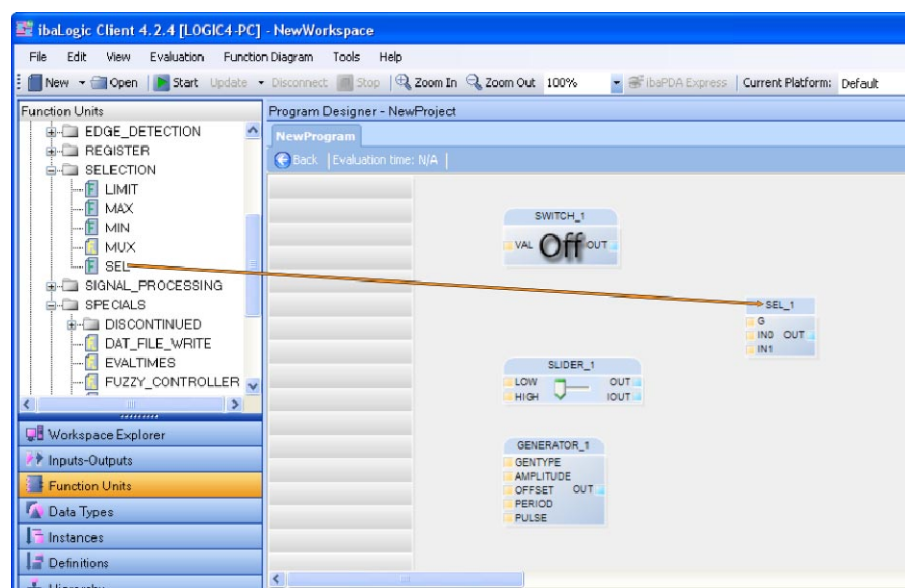 ibaLogic Client 4.2.4 [LOGIC4-PC] - NewWorkspace
File Edit View Evaluation Function Diagram Tools Help
New Open Start Update Disconnect Stop Zoom In Zoom Out 100% ibaPDA Express Current Platform: Default
Function Units
EDGE_DETECTION
REGISTER
SELECTION
LIMIT
MAX
MIN
MUX
SEL
SIGNAL_PROCESSING
SPECIALS
DISCONTINUED
DAT_FILE_WRITE
EVALTIMES
FUZZY_CONTROLLER
Workspace Explorer
Inputs-Outputs
Function Units
Data Types
Instances
Definitions
Hierarchy
Program Designer - NewProject
NewProgram
Back Evaluation time: N/A
SWITCH_1
VAL Off OUT
SEL_1
G
IN0 OUT
IN1
SLIDER_1
LOW OUT
HIGH IOUT
GENERATOR_1
GENTYPE
AMPLITUDE
OFFSET OUT
PERIOD
PULSE